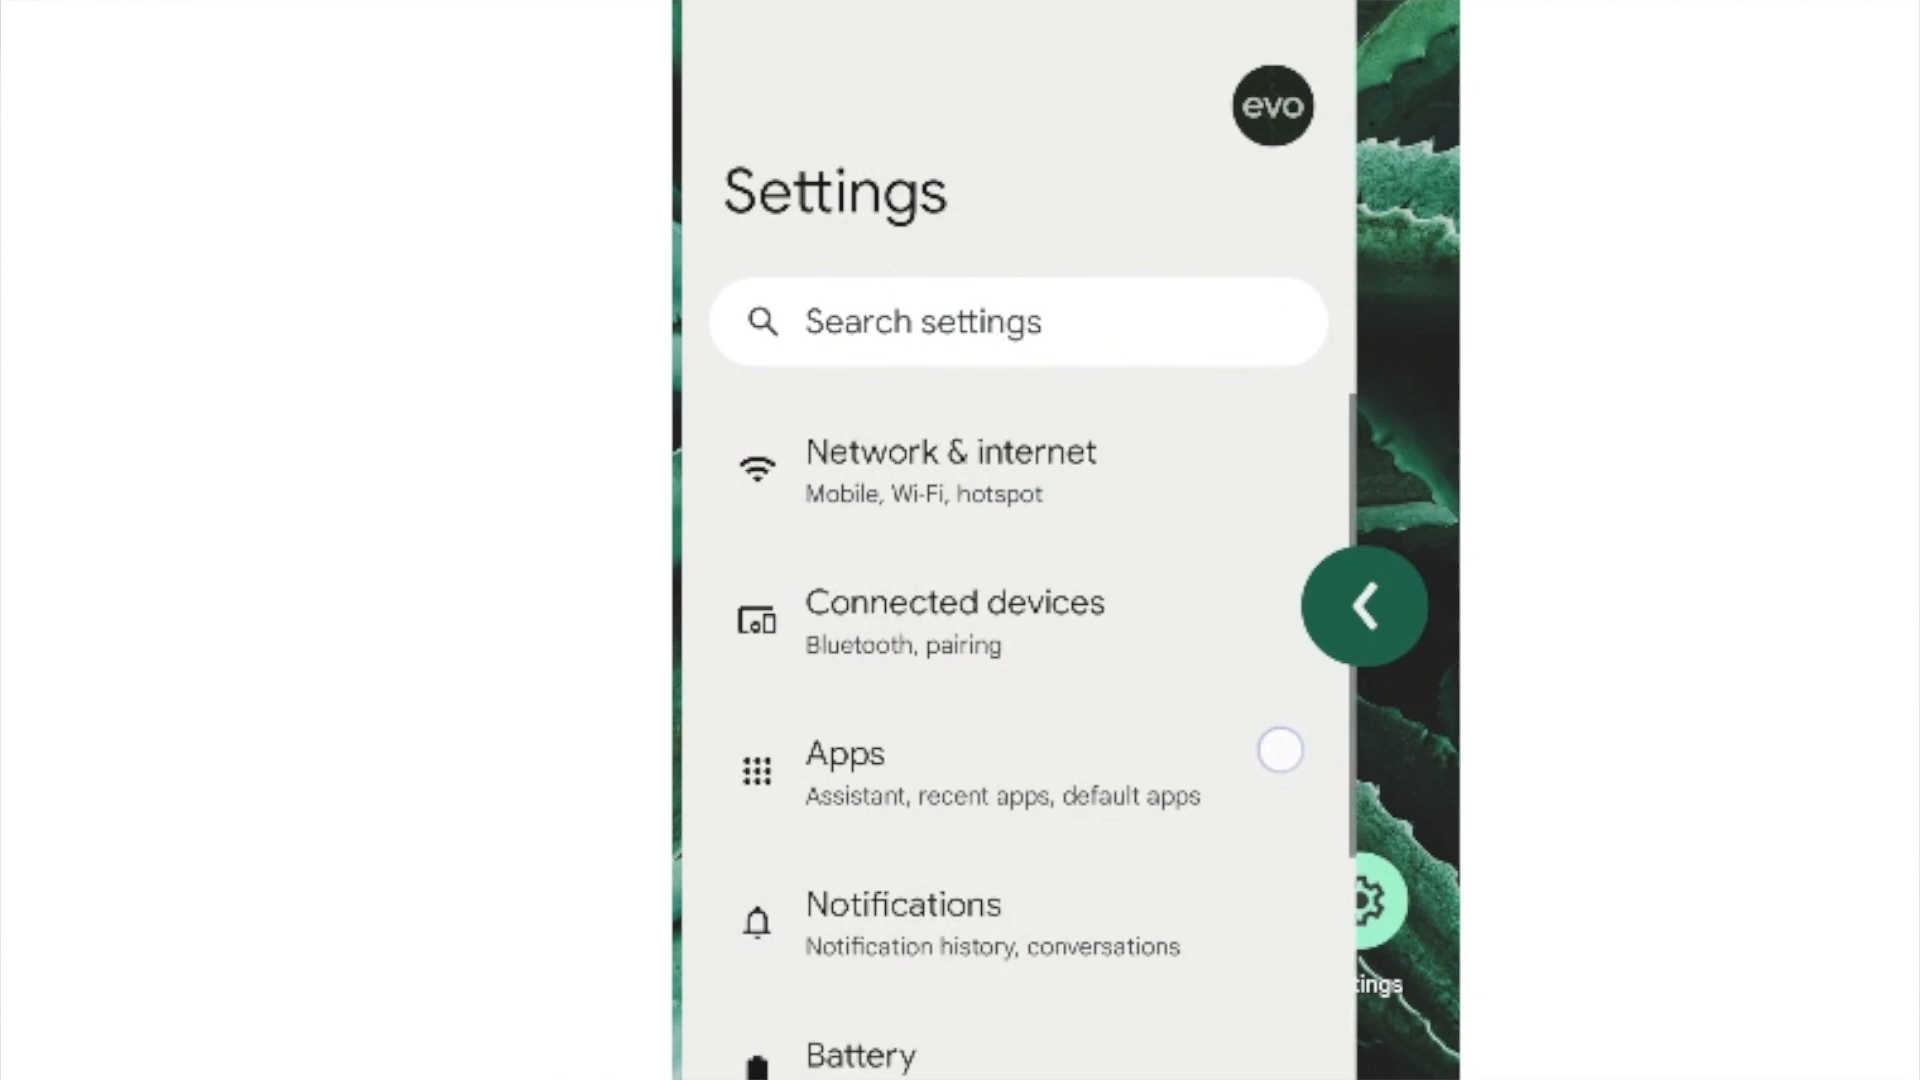 evo
Settings
Search settings
Network & internet
Mobile, Wi-Fi, hotspot
Connected devices
Bluetooth, pairing
Apps
Assistant, recent apps, default apps
Notifications
Notification history, conversations
tings
Battery